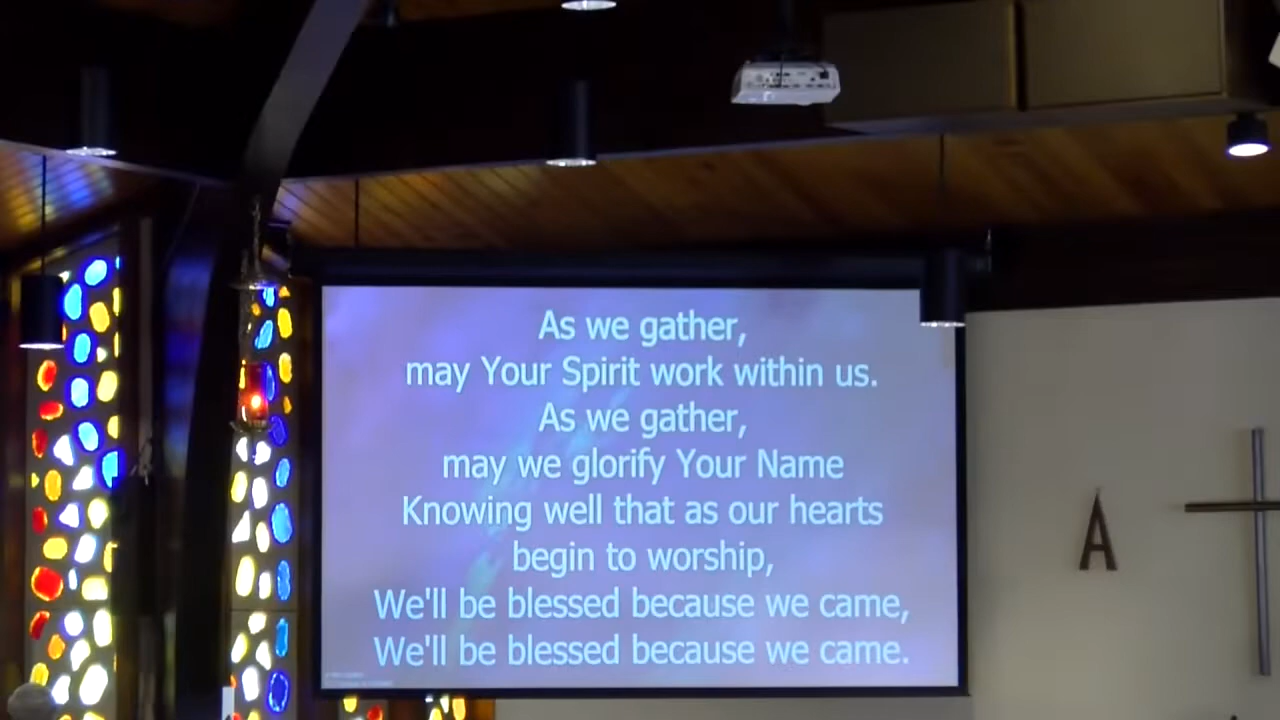 As we gather,
may Your Spirit work within us.
As we gather,
may we glorify Your Name
Knowing well that as our hearts
begin to worship,
We'll be blessed because we came,
We'll be blessed because we came.
A